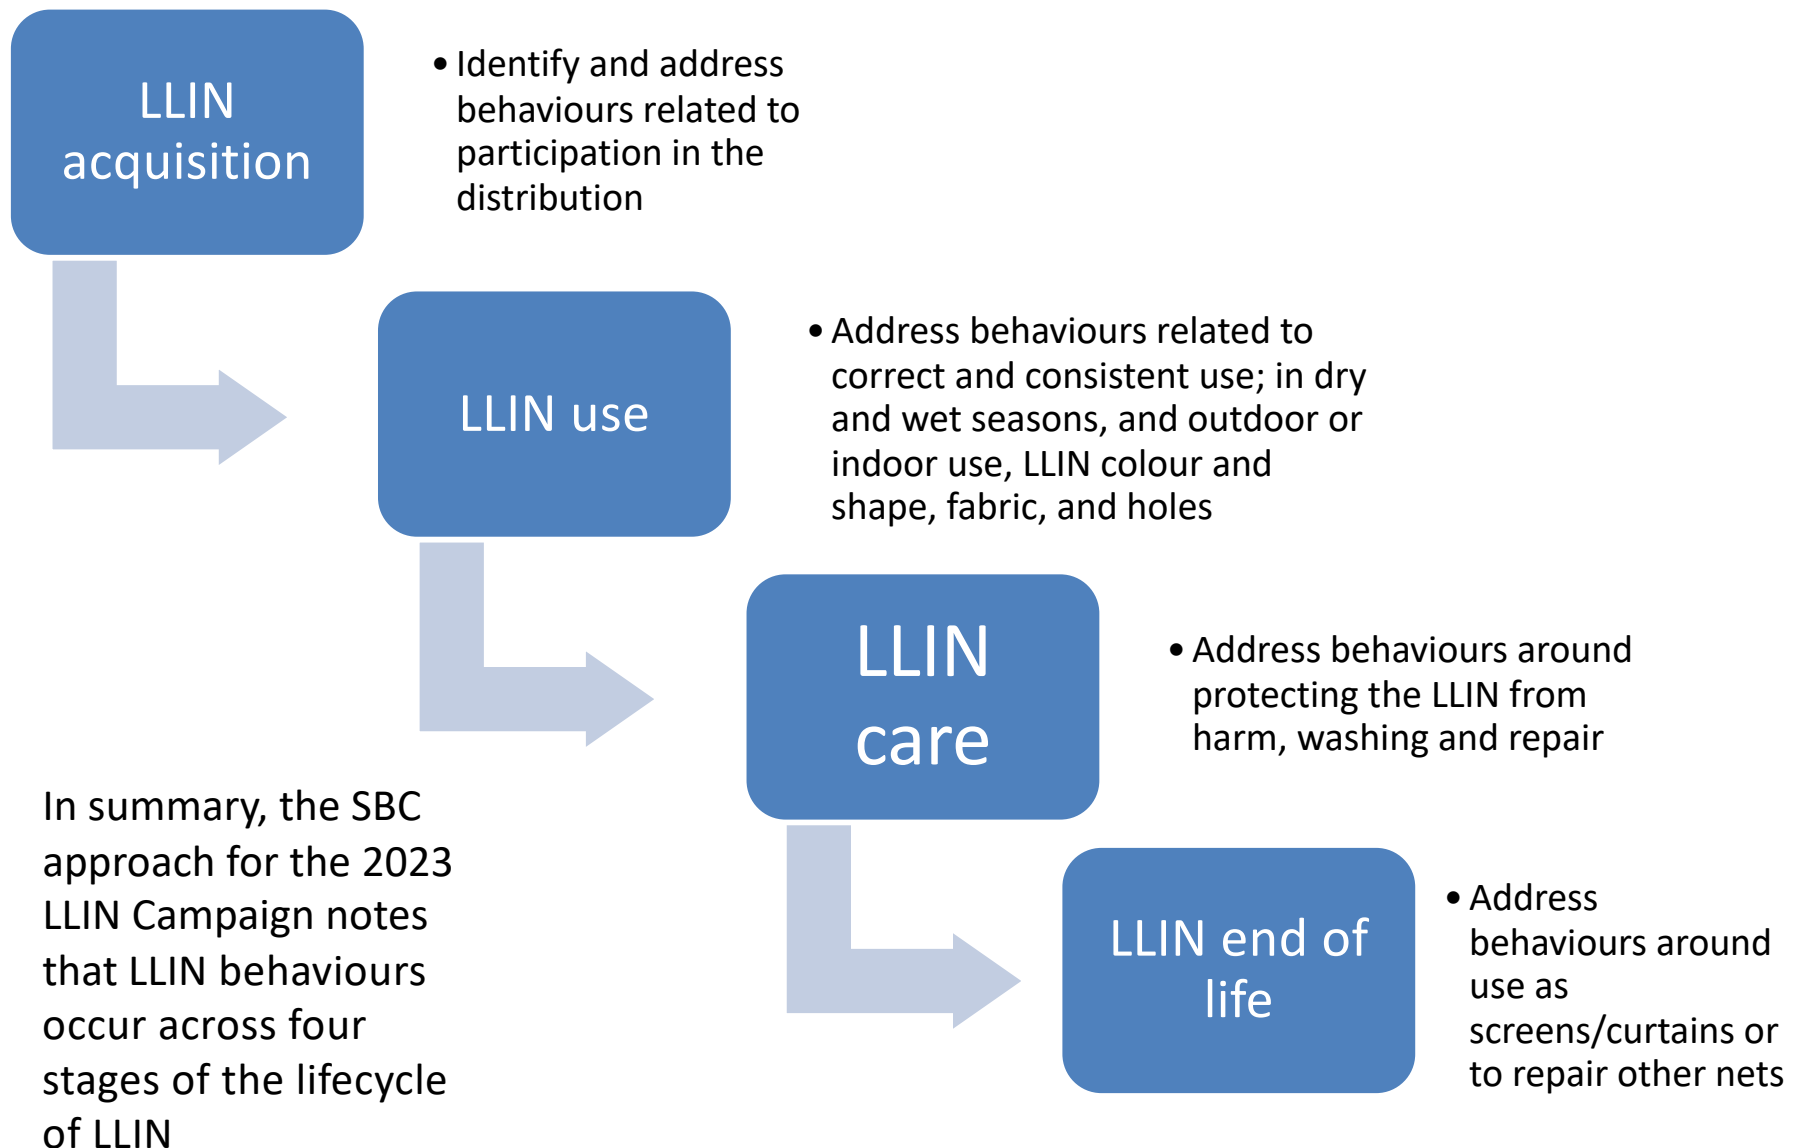 LLIN
acquisition
• Identify and address
behaviours related to
participation in the
distribution
LLIN use
• Address behaviours related to
correct and consistent use; in dry
and wet seasons, and outdoor or
indoor use, LLIN colour and
shape, fabric, and holes
LLIN
care
• Address behaviours around
protecting the LLIN from
harm, washing and repair
LLIN end of
life
• Address
behaviours around
use as
screens/curtains or
to repair other nets
In summary, the SBC
approach for the 2023
LLIN Campaign notes
that LLIN behaviours
occur across four
stages of the lifecycle
of LLIN